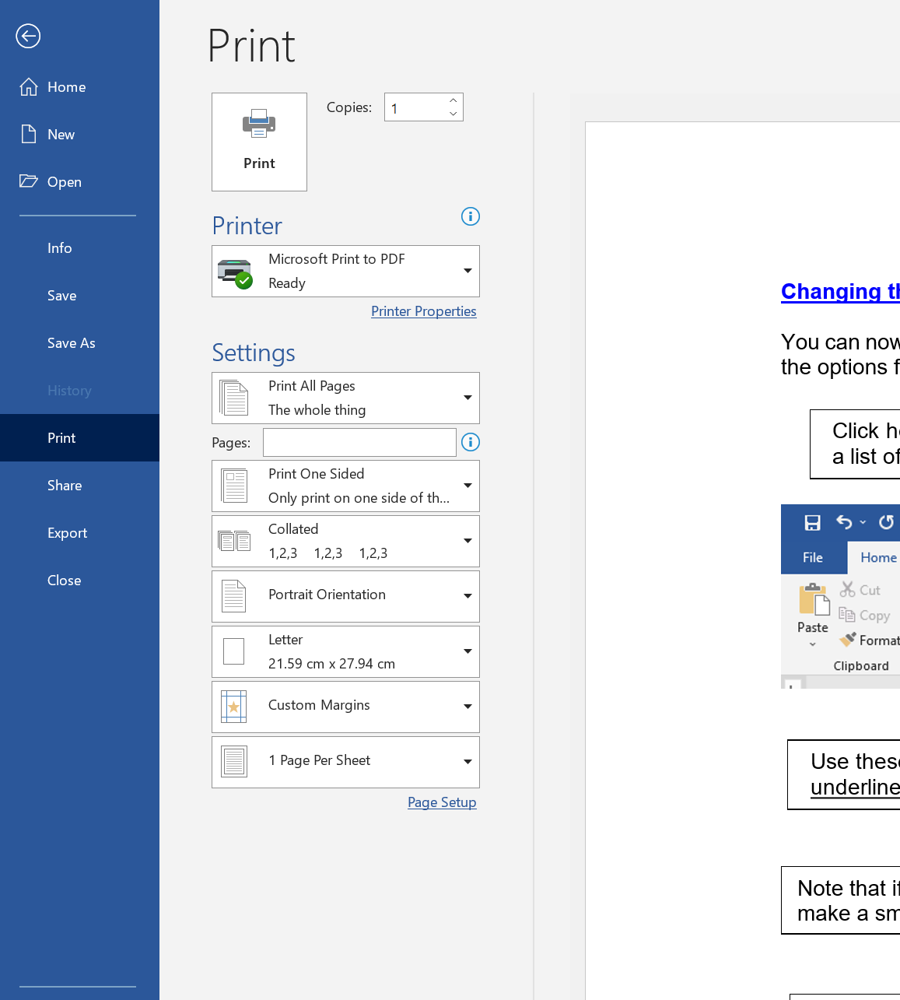 Print
Home
New
Open
Info
Save
Save As
History
Print
Share
Export
Close
Print
Copies:
1
Printer
Microsoft Print to PDF
Ready
Printer Properties
Settings
Print All Pages
The whole thing
Pages:
Print One Sided
Only print on one side of th...
Collated
1,2,3 1,2,3 1,2,3
Portrait Orientation
Letter
21.59 cm x 27.94 cm
Custom Margins
1 Page Per Sheet
Page Setup
Changing
You can now
the options
Click
a list of
File
Home
Cut
Copy
Paste
Format
Clipboard
Use these
underline
Note that if
make a